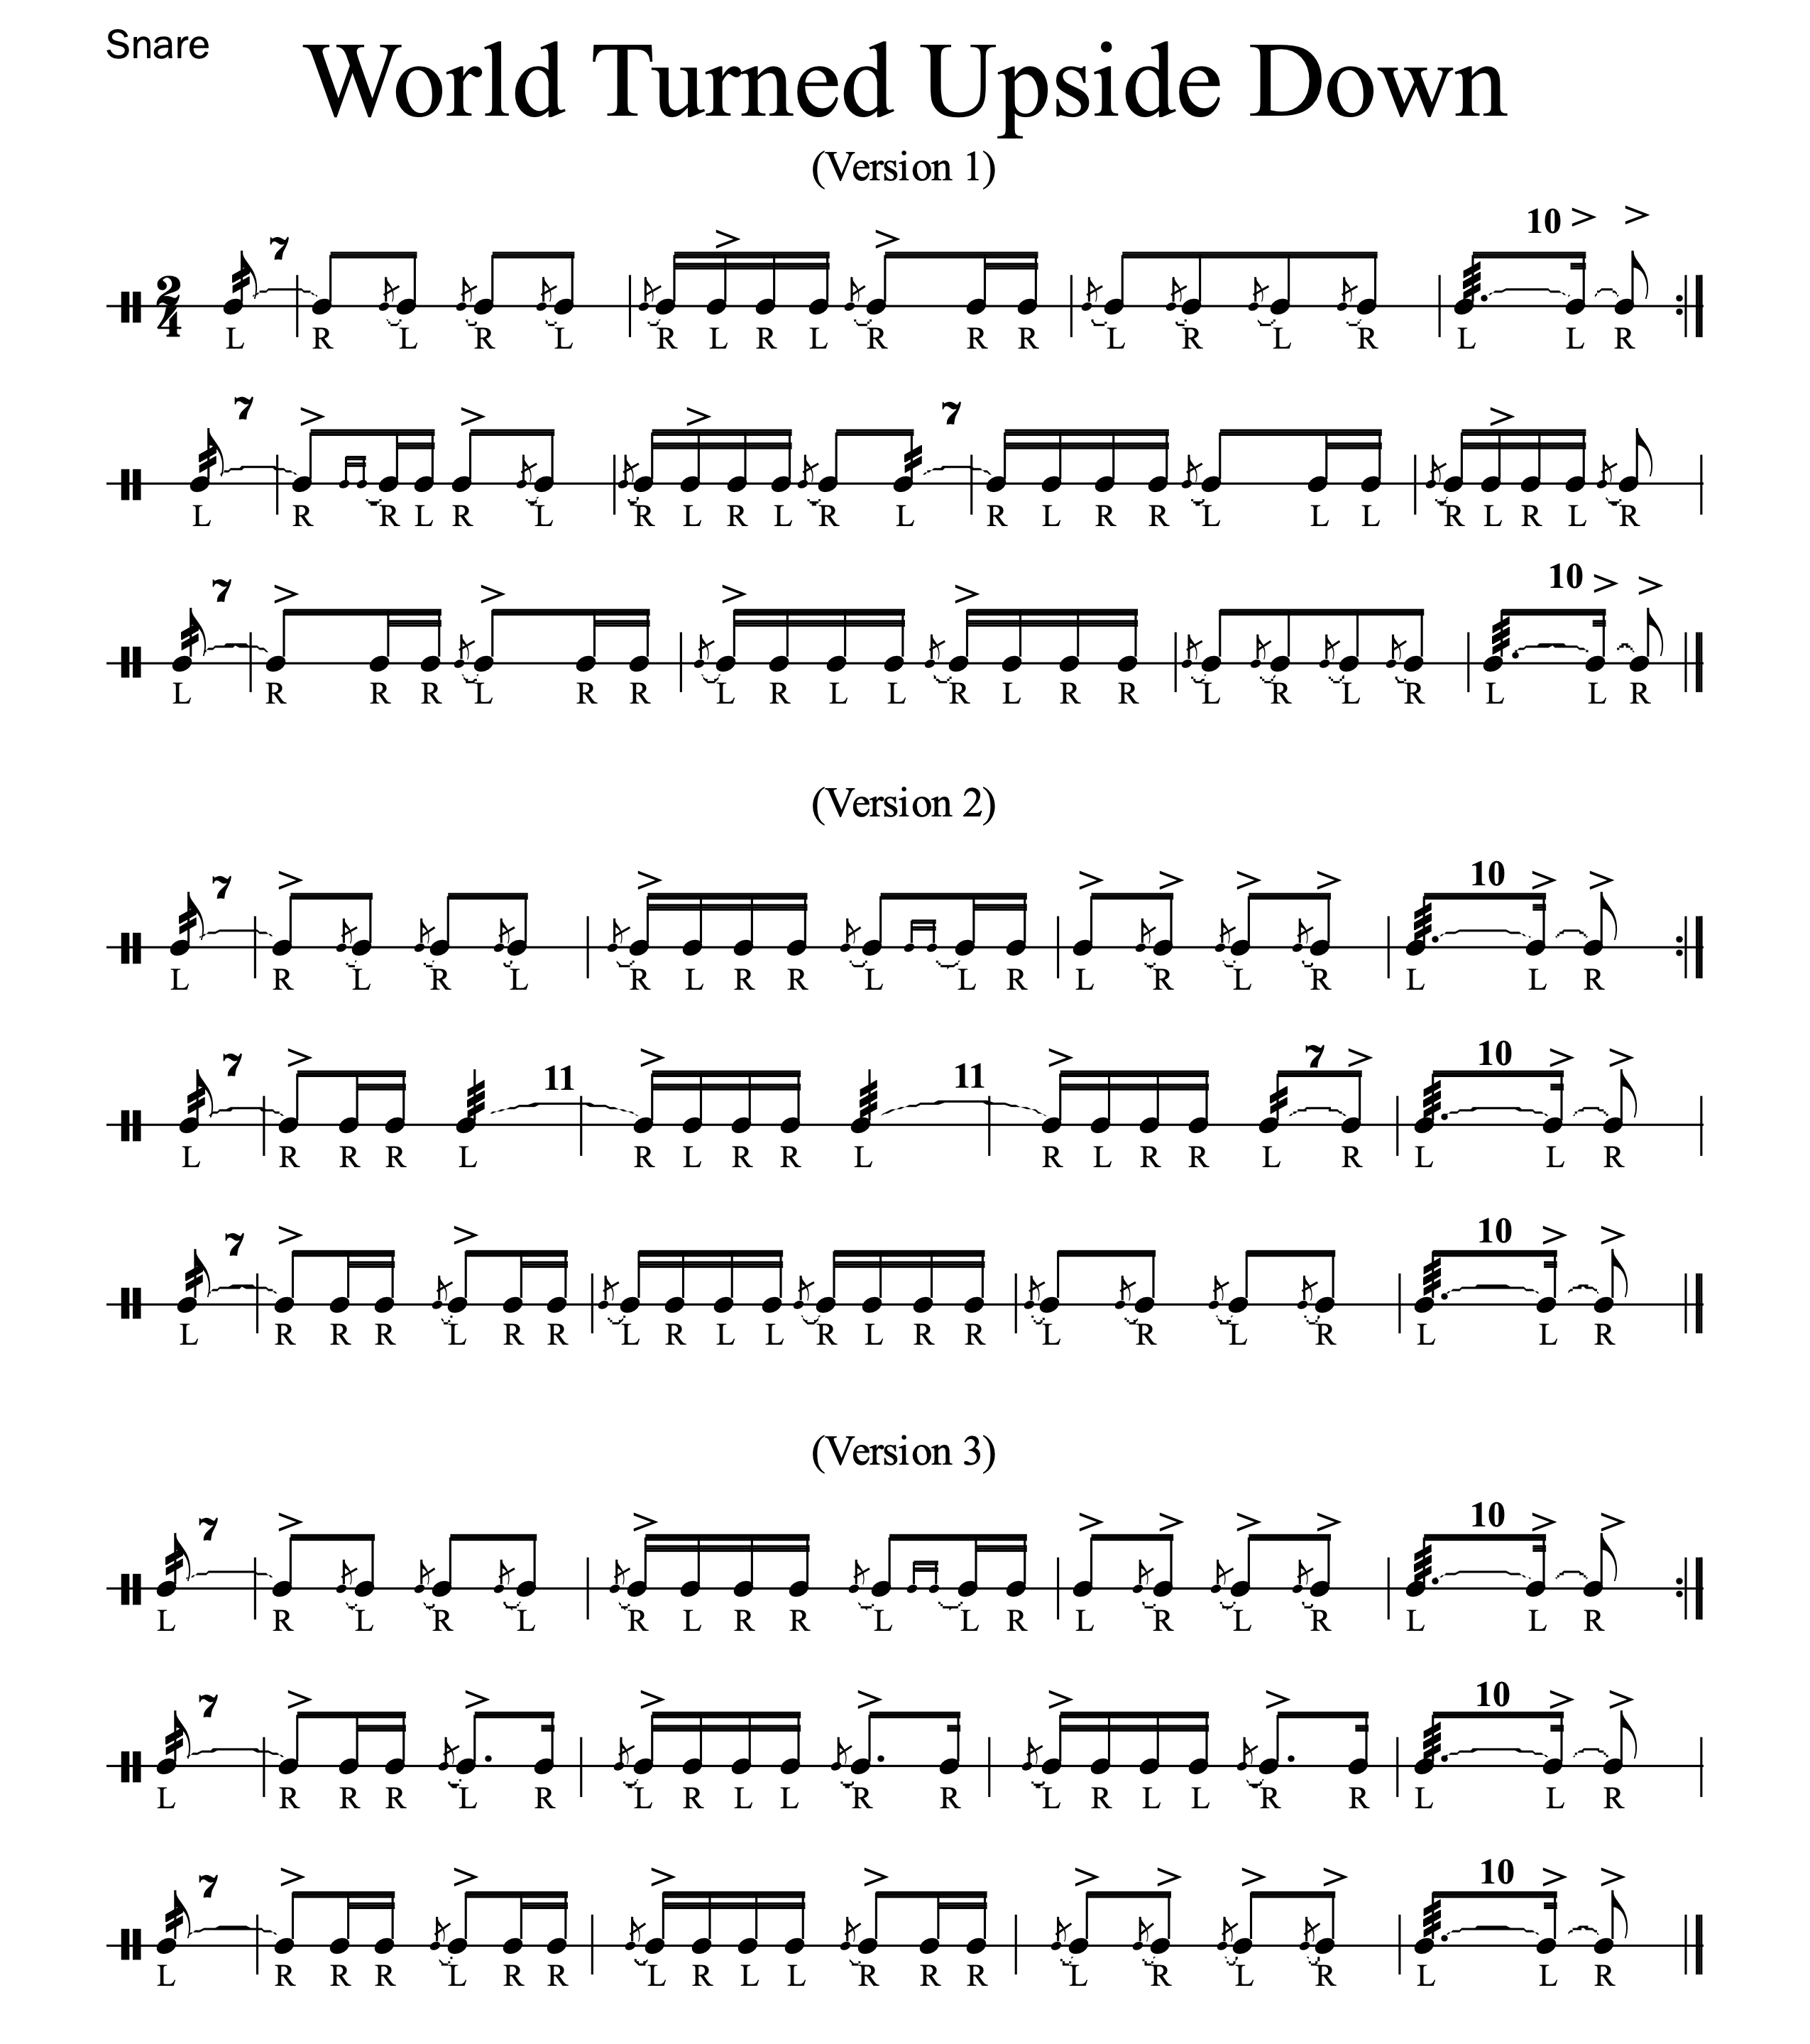 Snare
World Turned Upside Down
(Version 1)
7 10
2
4
L R L R L R L R L R R R L R L R L L R
7 7
L R R L R L R L R L R L R L R R L L L R L R L R
7 10
L R R R L R R L R L L R L R R L R L R L L R
(Version 2)
7 10
L R L R L R L R R L L R L R L R L L R
7 11 11 7 10
L R R R L R L R R L R L R R L R L L R
7 10
L R R R L R R L R L L R L R R L R L R L L R
(Version 3)
7 10
L R L R L R L R R L L R L R L R L L R
7 10
L R R R L R L R L L R R L R L L R R L L R
7 10
L R R R L R R L R L L R R R L R L R L L R